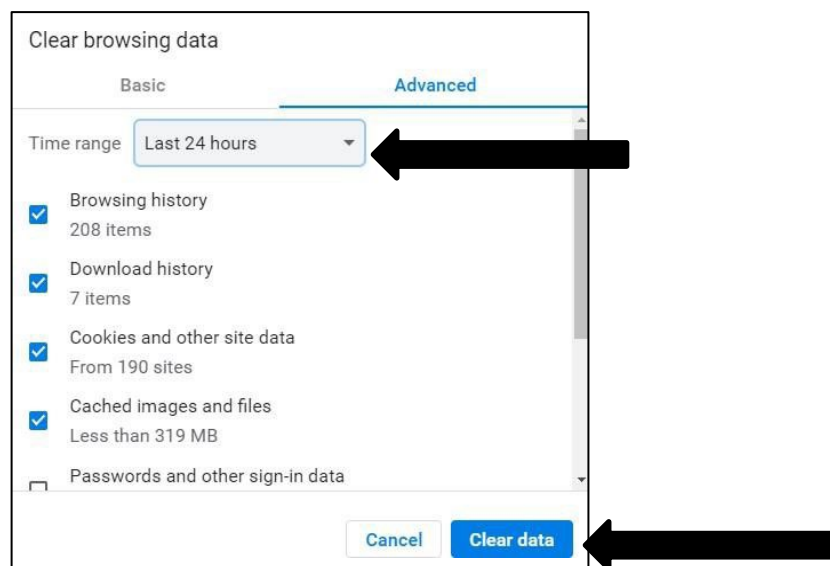 Clear browsing data
Basic Advanced
Time range Last 24 hours
Browsing history
208 items
Download history
7 items
Cookies and other site data
From 190 sites
Cached images and files
Less than 319 MB
Passwords and other sign-in data
Cancel Clear data